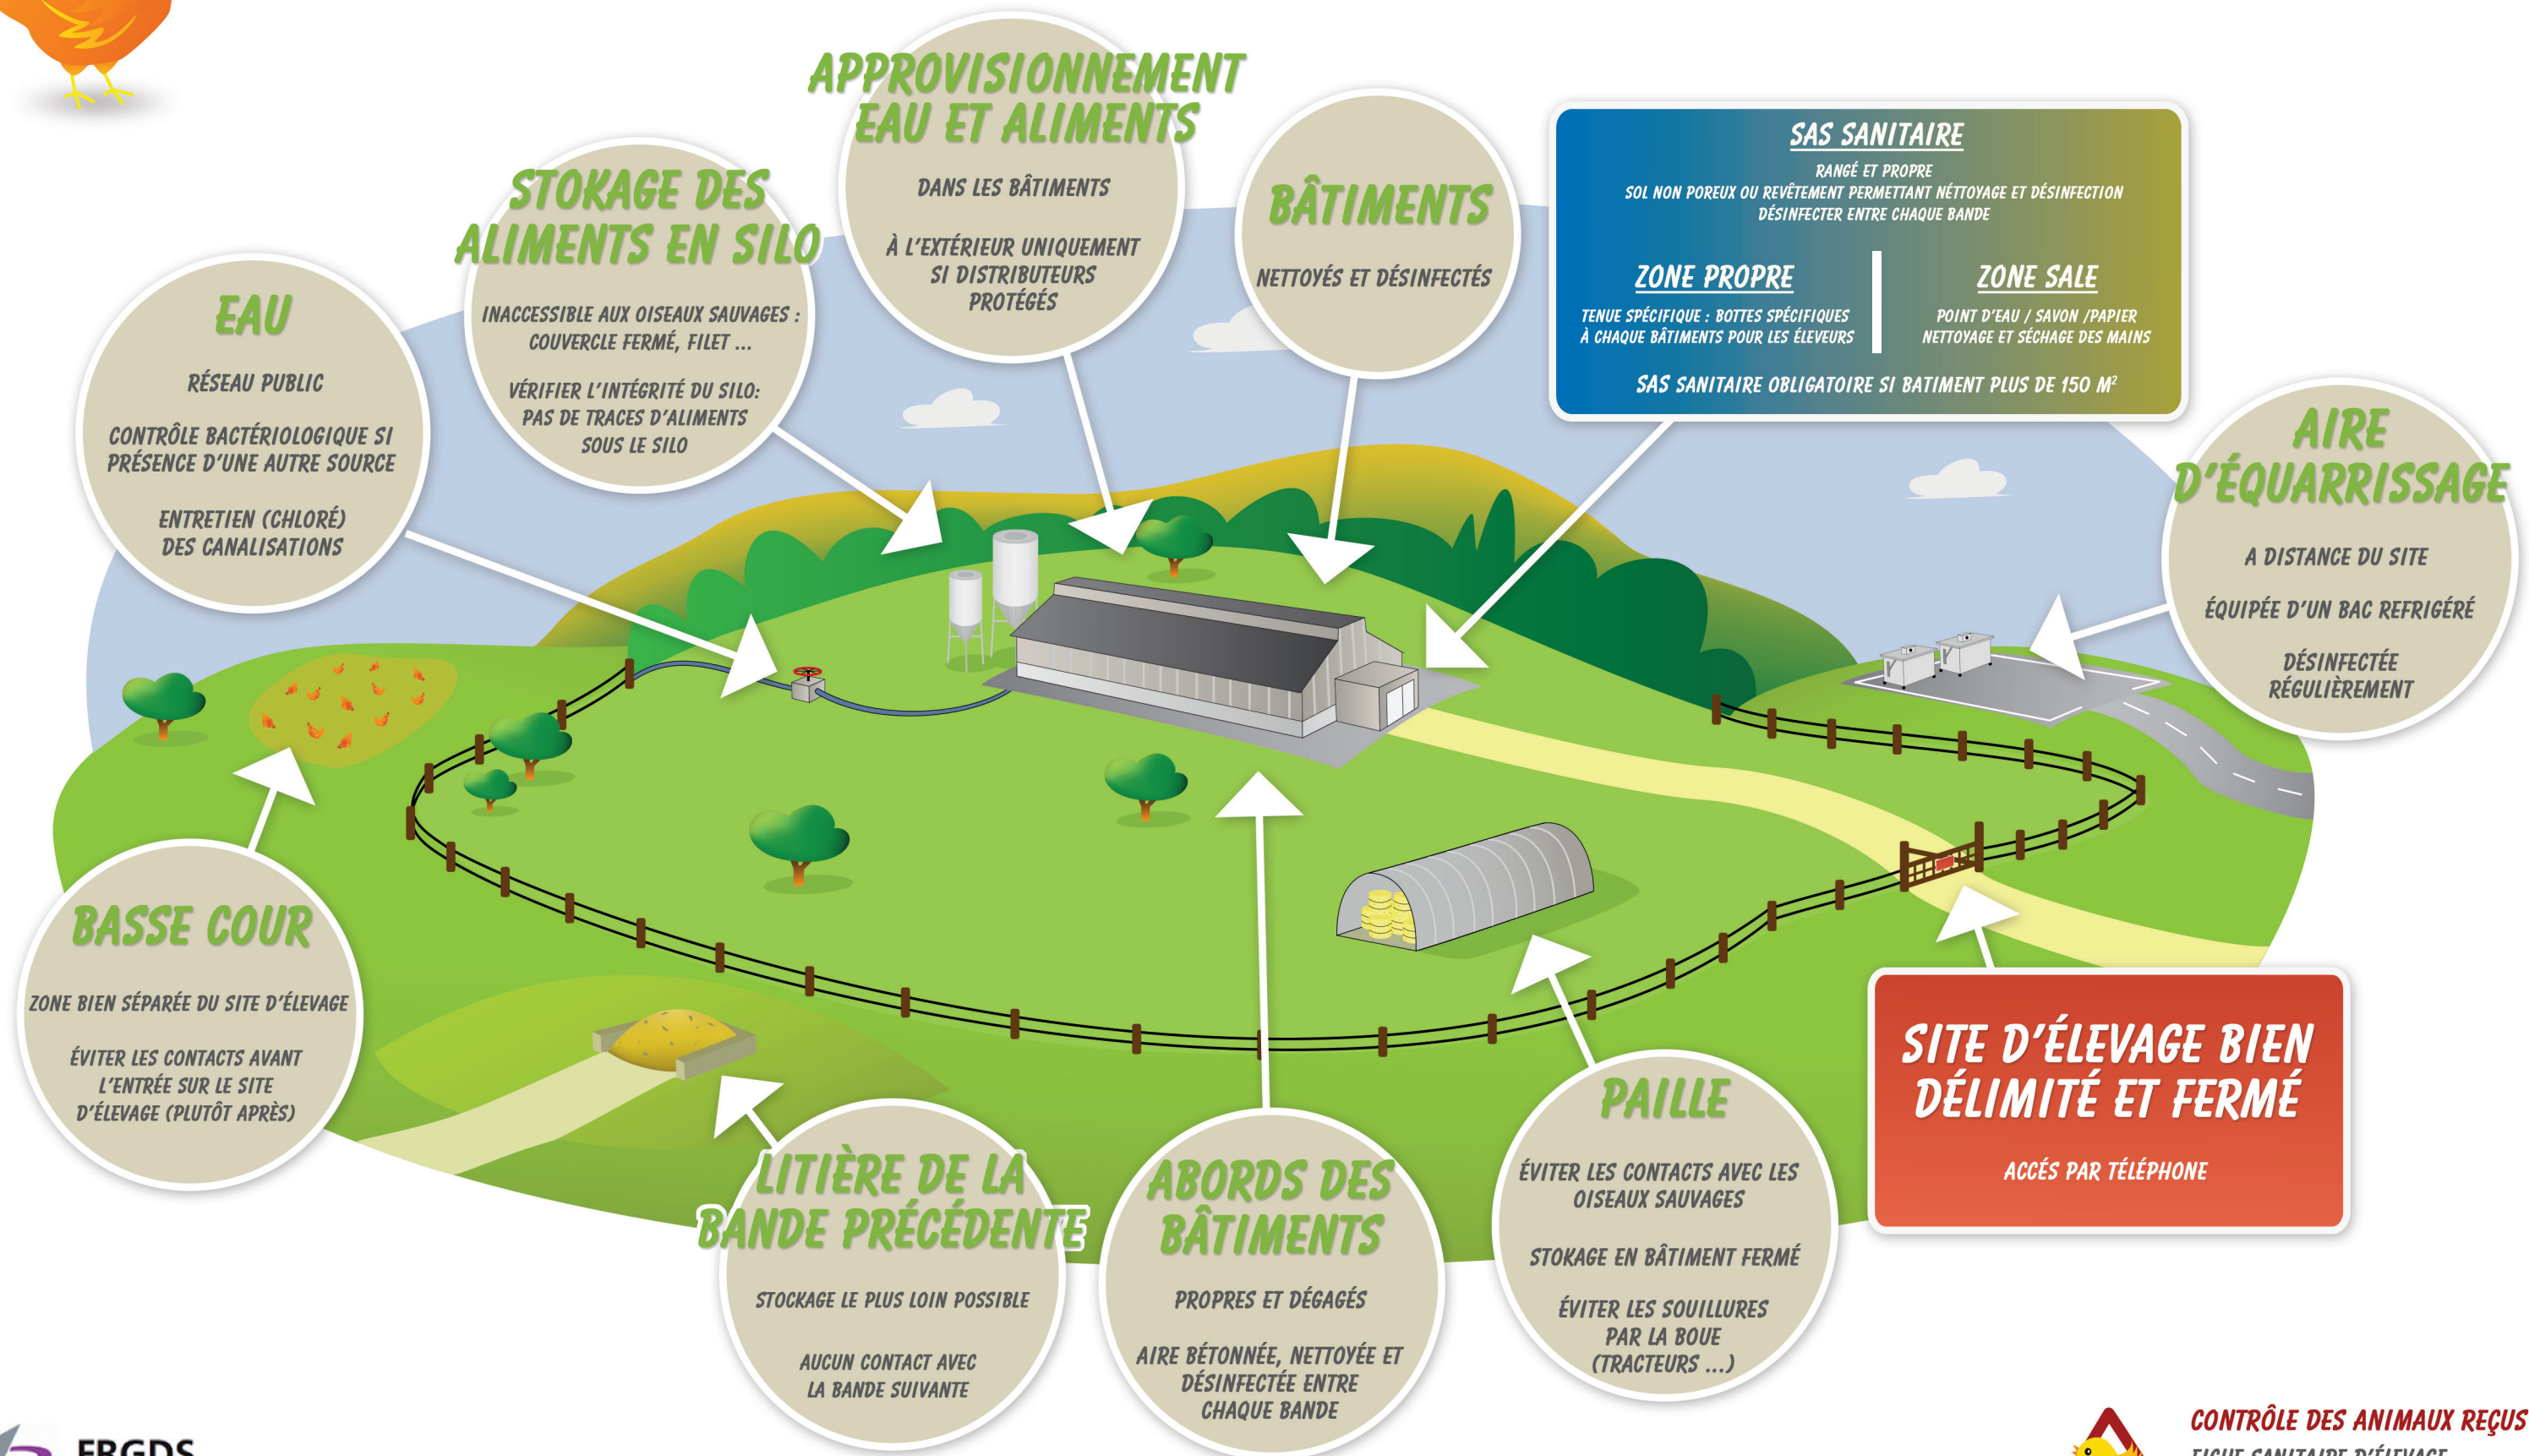 APPROVISIONNEMENT
EAU ET ALIMENTS
DANS LES BÂTIMENTS
À L'EXTÉRIEUR UNIQUEMENT
SI DISTRIBUTEURS
PROTÉGÉS
STOKAGE DES
ALIMENTS EN SILO
INACCESSIBLE AUX OISEAUX SAUVAGES :
COUVERCLE FERMÉ, FILET ...
VÉRIFIER L'INTÉGRITÉ DU SILO:
PAS DE TRACES D'ALIMENTS
SOUS LE SILO
BÂTIMENTS
NETTOYÉS ET DÉSINFECTÉS
SAS SANITAIRE
RANGÉ ET PROPRE
SOL NON POREUX OU REVÊTEMENT PERMETTANT NÉTTOYAGE ET DÉSINFECTION
DÉSINFECTER ENTRE CHAQUE BANDE
ZONE PROPRE
TENUE SPÉCIFIQUE : BOTTES SPÉCIFIQUES
À CHAQUE BÂTIMENTS POUR LES ÉLEVEURS
ZONE SALE
POINT D'EAU / SAVON /PAPIER
NETTOYAGE ET SÉCHAGE DES MAINS
SAS SANITAIRE OBLIGATOIRE SI BATIMENT PLUS DE 150 M²
EAU
RÉSEAU PUBLIC
CONTRÔLE BACTÉRIOLOGIQUE SI
PRÉSENCE D'UNE AUTRE SOURCE
ENTRETIEN (CHLORÉ)
DES CANALISATIONS
AIRE
D'ÉQUARRISSAGE
A DISTANCE DU SITE
ÉQUIPÉE D'UN BAC REFRIGÉRÉ
DÉSINFECTÉE
RÉGULIÈREMENT
BASSE COUR
ZONE BIEN SÉPARÉE DU SITE D'ÉLEVAGE
ÉVITER LES CONTACTS AVANT
L'ENTRÉE SUR LE SITE
D'ÉLEVAGE (PLUTÔT APRÈS)
LITIÈRE DE LA
BANDE PRÉCÉDENTE
STOCKAGE LE PLUS LOIN POSSIBLE
AUCUN CONTACT AVEC
LA BANDE SUIVANTE
ABORDS DES
BÂTIMENTS
PROPRES ET DÉGAGÉS
AIRE BÉTONNÉE, NETTOYÉE ET
DÉSINFECTÉE ENTRE
CHAQUE BANDE
PAILLE
ÉVITER LES CONTACTS AVEC LES
OISEAUX SAUVAGES
STOKAGE EN BÂTIMENT FERMÉ
ÉVITER LES SOUILLURES
PAR LA BOUE
(TRACTEURS ...)
SITE D'ÉLEVAGE BIEN
DÉLIMITÉ ET FERMÉ
ACCÉS PAR TÉLÉPHONE
FRGDS
CONTRÔLE DES ANIMAUX REÇUS
FICHE SANITAIRE D'ÉLEVAGE